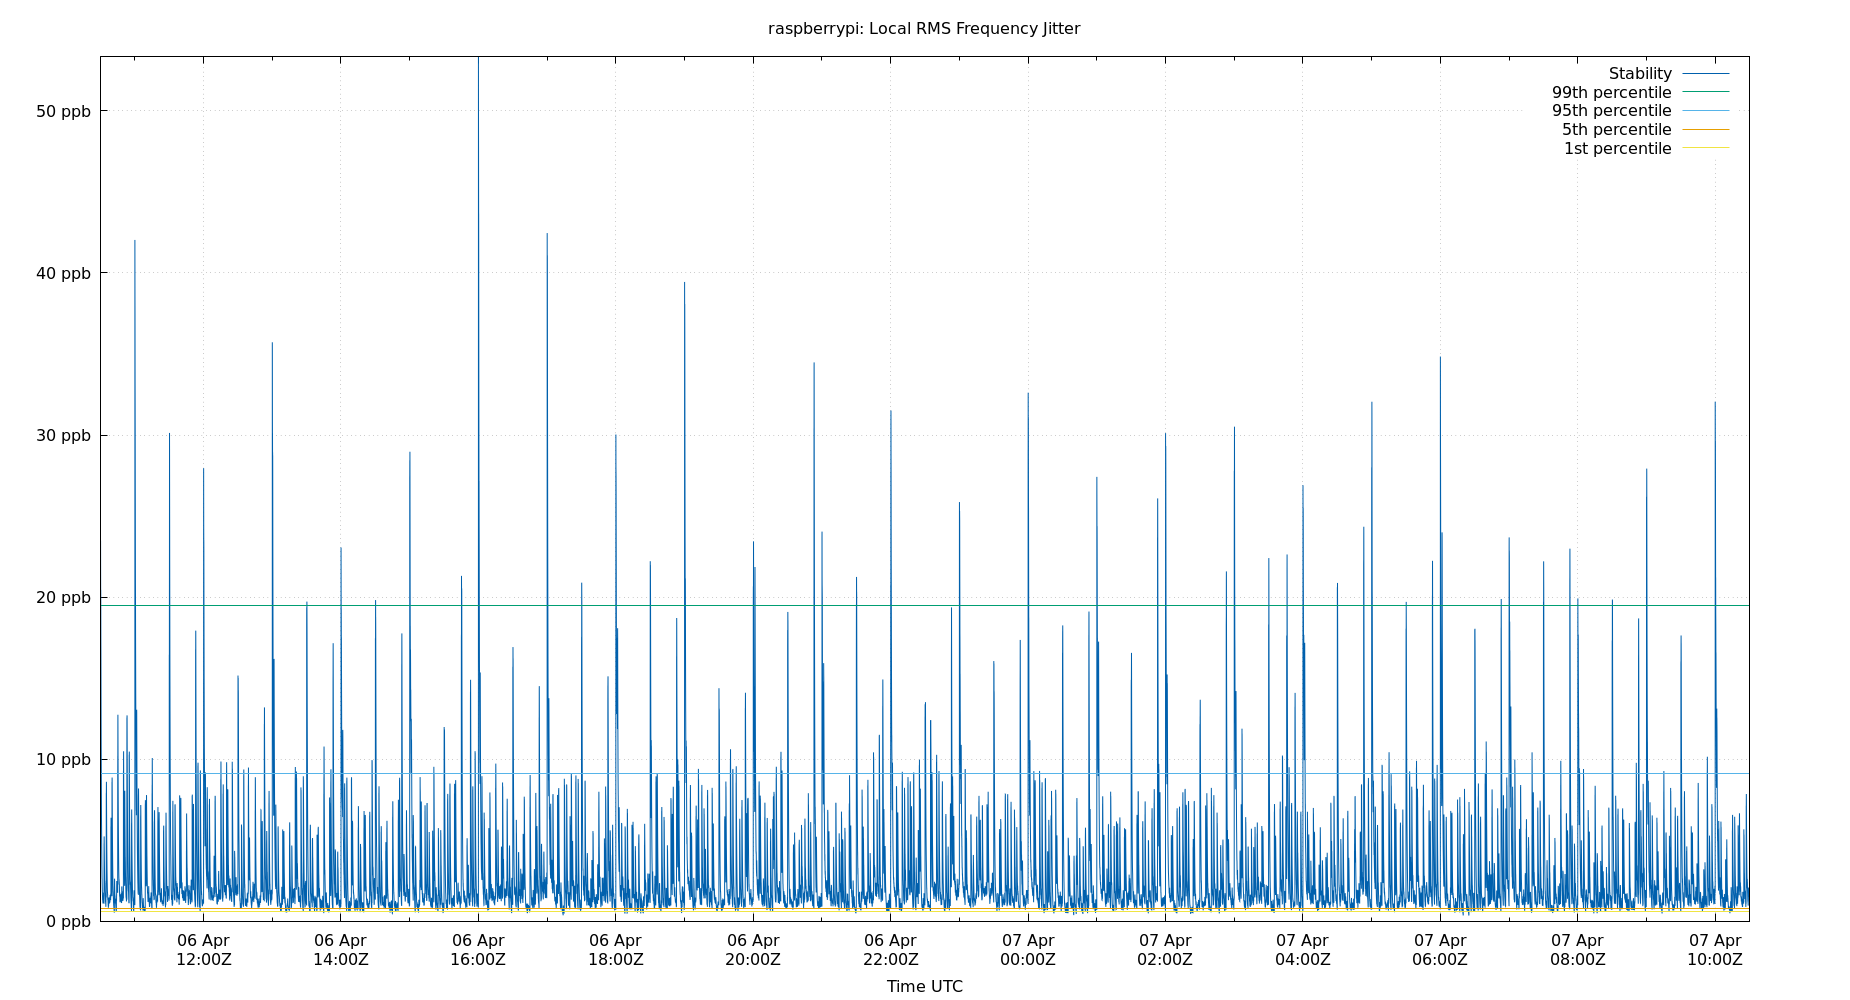 raspberrypi: Local RMS Frequency Jitter
Stability
99th percentile
95th percentile
5th percentile
1st percentile
50 ppb
40 ppb
30 ppb
20 ppb
10 ppb
0 ppb
06 Apr 06 Apr 06 Apr 06 Apr 06 Apr 06 Apr 07 Apr 07 Apr 07 Apr 07 Apr 07 Apr 07 Apr
12:00Z 14:00Z 16:00Z 18:00Z 20:00Z 22:00Z 00:00Z 02:00Z 04:00Z 06:00Z 08:00Z 10:00Z
Time UTC